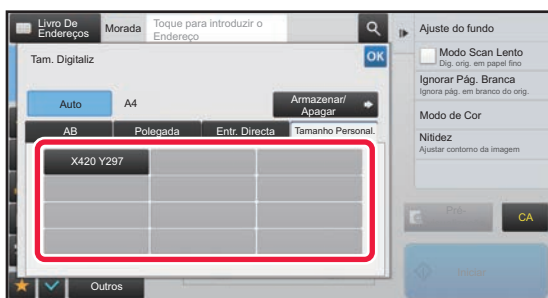 Livro De
Endereços
Morada
Toque para introduzir o
Endereço
Tam. Digitaliz
OK
Auto
A4
Armazenar/
Apagar
AB
Polegada
Entr. Directa
Tamanho Personal.
X420 Y297
Outros
Ajuste do fundo
Modo Scan Lento
Dig. orig. em papel fino
Ignorar Pág. Branca
Ignora pág. em branco do orig.
Modo de Cor
Nitidez
Ajustar contorno da imagem
CA